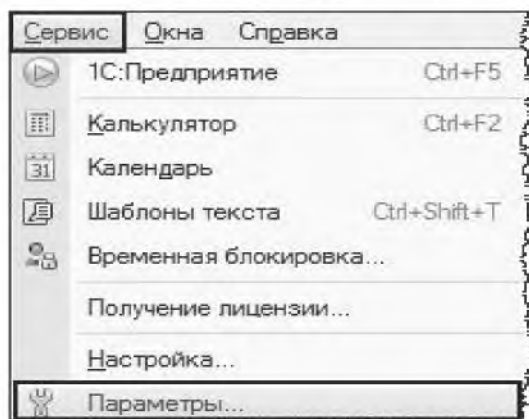 Сервис Окна Справка
1С:Предприятие Ctrl+F5
Калькулятор Ctrl+F2
31 Календарь
Шаблоны текста Ctrl+Shift+T
Временная блокировка...
Получение лицензии...
Настройка...
Параметры...